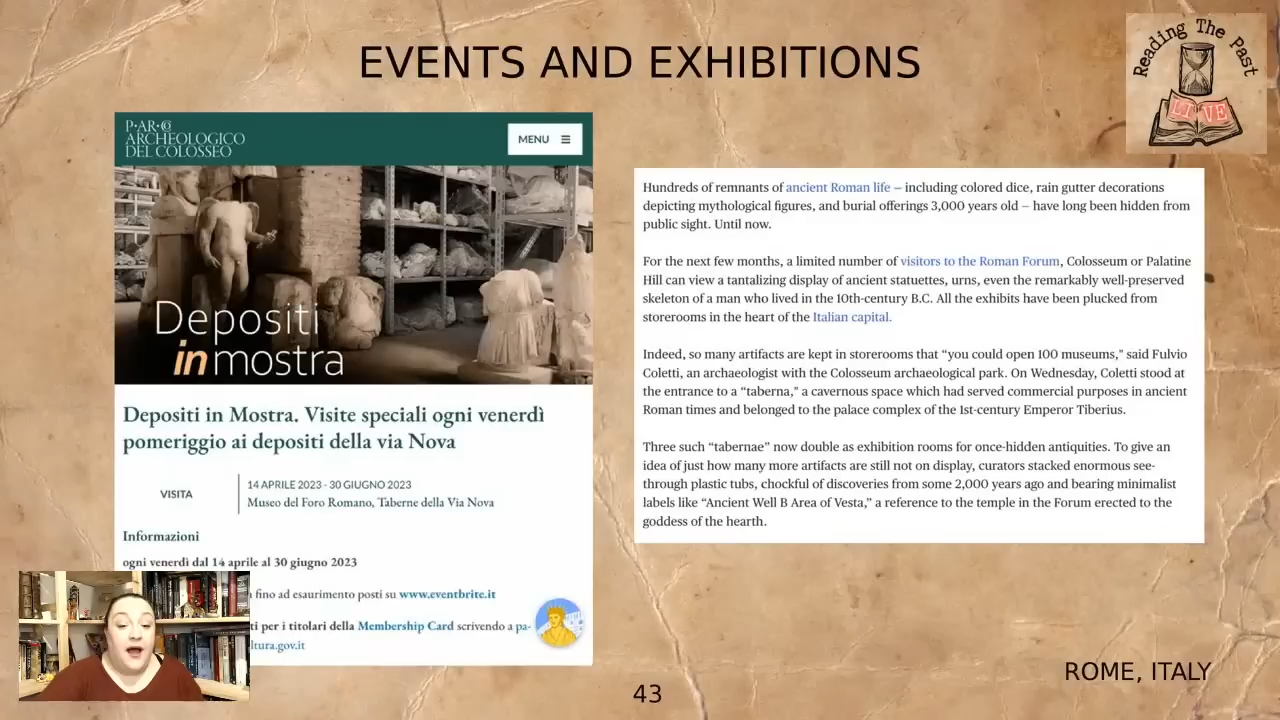 EVENTS AND EXHIBITIONS
Reading The Past
LIVE
P·AR·CO
ARCHEOLOGICO
DEL COLOSSEO
MENU
Depositi
in mostra
Depositi in Mostra. Visite speciali ogni venerdì
pomeriggio ai depositi della via Nova
VISITA
14 APRILE 2023 - 30 GIUGNO 2023
Museo del Foro Romano, Taberne della Via Nova
Informazioni
ogni venerdì dal 14 aprile al 30 giugno 2023
fino ad esaurimento posti su www.eventbrite.it
ti per i titolari della Membership Card scrivendo a pa-
ltura.gov.it
Hundreds of remnants of ancient Roman life – including colored dice, rain gutter decorations
depicting mythological figures, and burial offerings 3,000 years old – have long been hidden from
public sight. Until now.
For the next few months, a limited number of visitors to the Roman Forum, Colosseum or Palatine
Hill can view a tantalizing display of ancient statuettes, urns, even the remarkably well-preserved
skeleton of a man who lived in the 10th-century B.C. All the exhibits have been plucked from
storerooms in the heart of the Italian capital.
Indeed, so many artifacts are kept in storerooms that “you could open 100 museums,” said Fulvio
Coletti, an archaeologist with the Colosseum archaeological park. On Wednesday, Coletti stood at
the entrance to a “taberna,” a cavernous space which had served commercial purposes in ancient
Roman times and belonged to the palace complex of the 1st-century Emperor Tiberius.
Three such “tabernae” now double as exhibition rooms for once-hidden antiquities. To give an
idea of just how many more artifacts are still not on display, curators stacked enormous see-
through plastic tubs, chockful of discoveries from some 2,000 years ago and bearing minimalist
labels like “Ancient Well B Area of Vesta,” a reference to the temple in the Forum erected to the
goddess of the hearth.
ROME, ITALY
43